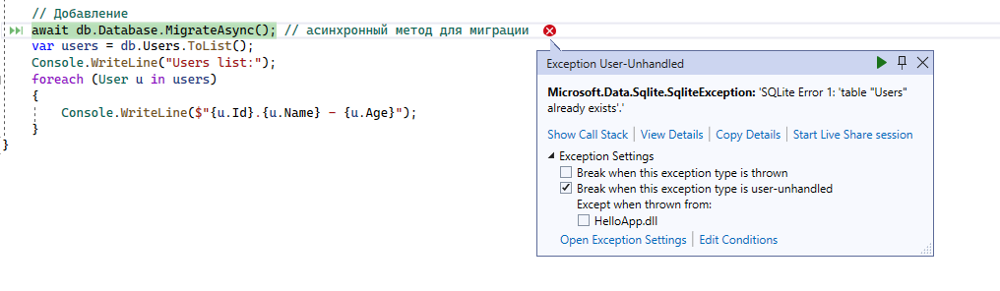 // Добавление
await db.Database.MigrateAsync(); // асинхронный метод для миграции
var users = db.Users.ToList();
Console.WriteLine("Users list:");
foreach (User u in users)
{
Console.WriteLine($"{u.Id}.{u.Name} - {u.Age}");
}
}
Exception User-Unhandled
Microsoft.Data.Sqlite.SqliteException: 'SQLite Error 1: 'table "Users"
already exists'.'
Show Call Stack | View Details | Copy Details | Start Live Share session
Exception Settings
Break when this exception type is thrown
Break when this exception type is user-unhandled
Except when thrown from:
HelloApp.dll
Open Exception Settings | Edit Conditions